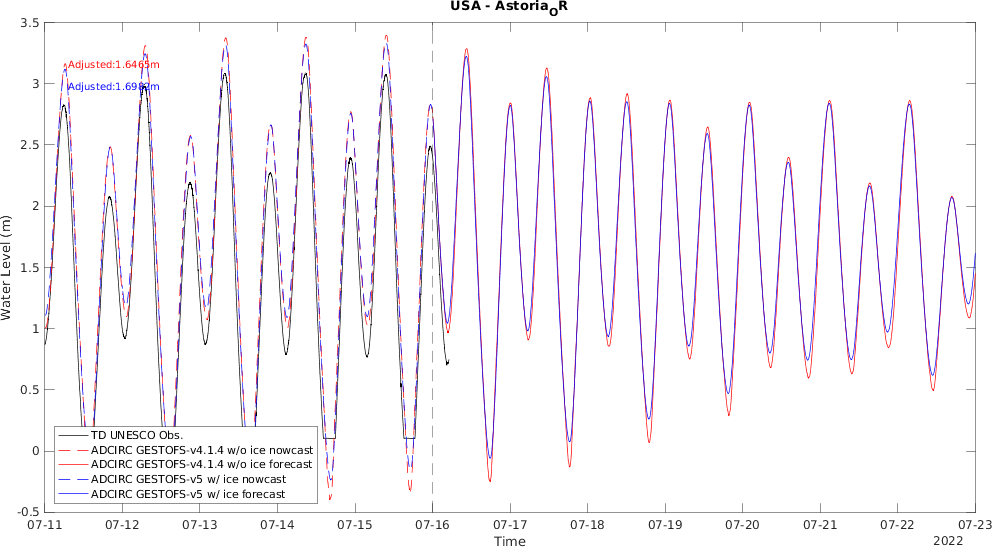 USA - Astoria_OR
3.5
3
2.5
2
1.5
1
0.5
0
-0.5
Water Level (m)
Adjusted:1.6465m
Adjusted:1.6982m
TD UNESCO Obs.
ADCIRC GESTOFS-v4.1.4 w/o ice nowcast
ADCIRC GESTOFS-v4.1.4 w/o ice forecast
ADCIRC GESTOFS-v5 w/ ice nowcast
ADCIRC GESTOFS-v5 w/ ice forecast
07-11 07-12 07-13 07-14 07-15 07-16 07-17 07-18 07-19 07-20 07-21 07-22 07-23
Time
2022